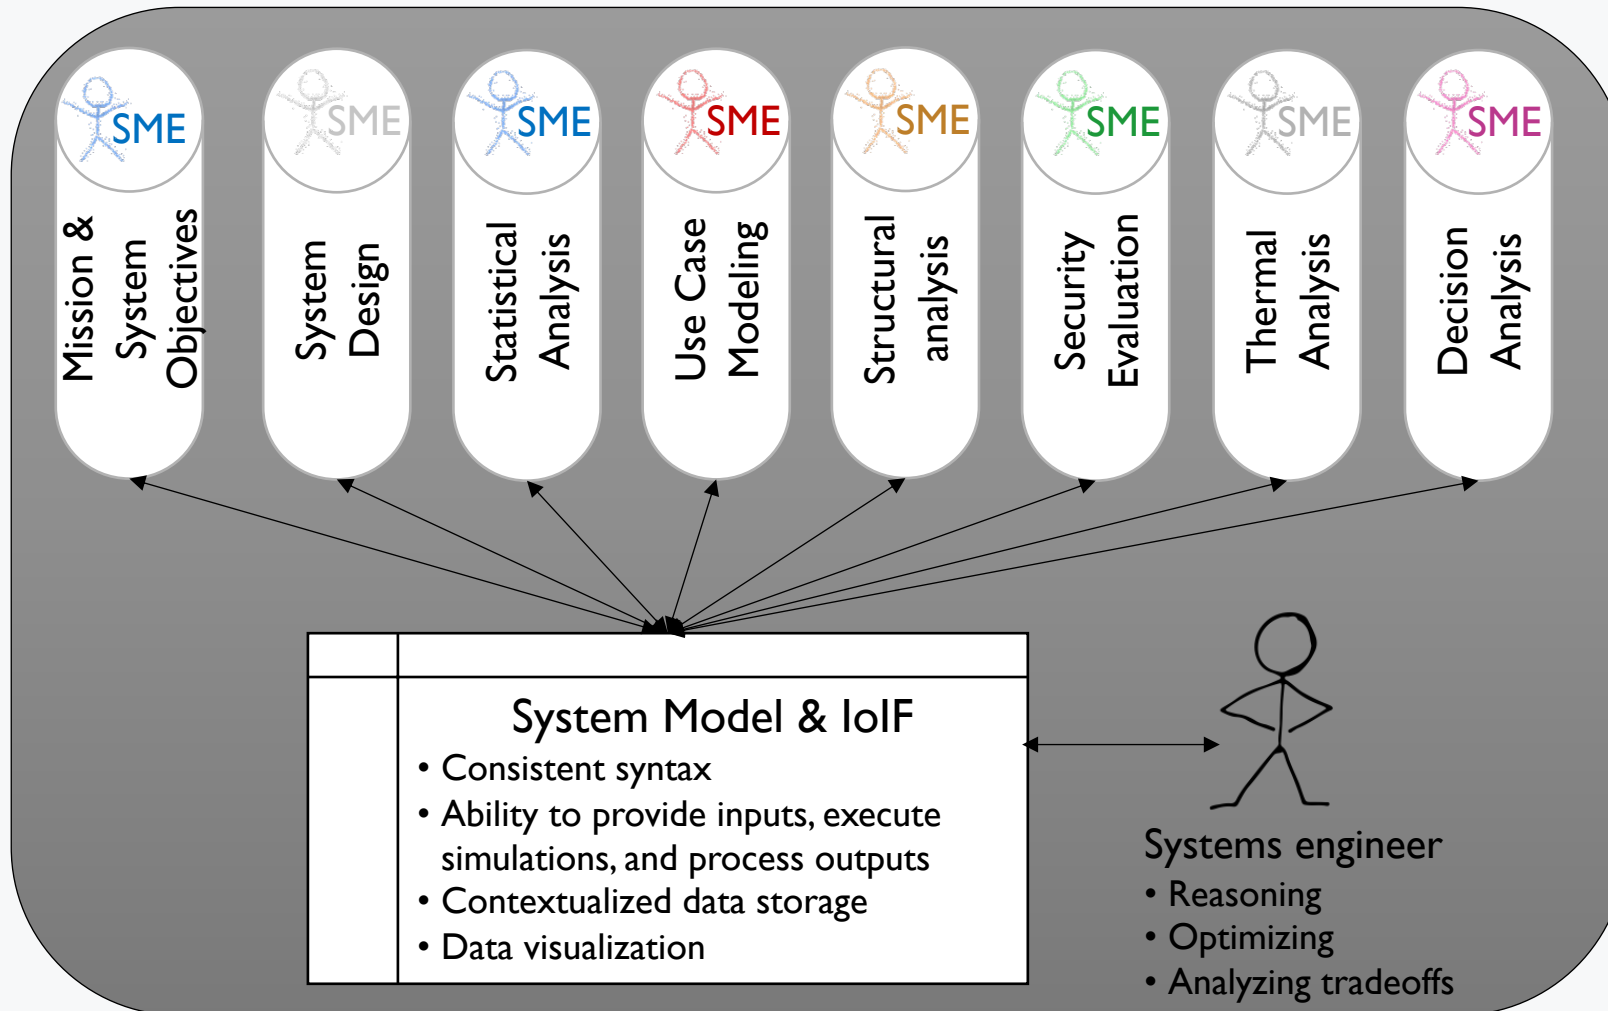 SME
Mission &
System
Objectives
SME
System
Design
SME
Statistical
Analysis
SME
Use Case
Modeling
SME
Structural
analysis
SME
Security
Evaluation
SME
Thermal
Analysis
SME
Decision
Analysis
System Model & IoIF
• Consistent syntax
• Ability to provide inputs, execute
simulations, and process outputs
• Contextualized data storage
• Data visualization
Systems engineer
• Reasoning
• Optimizing
• Analyzing tradeoffs